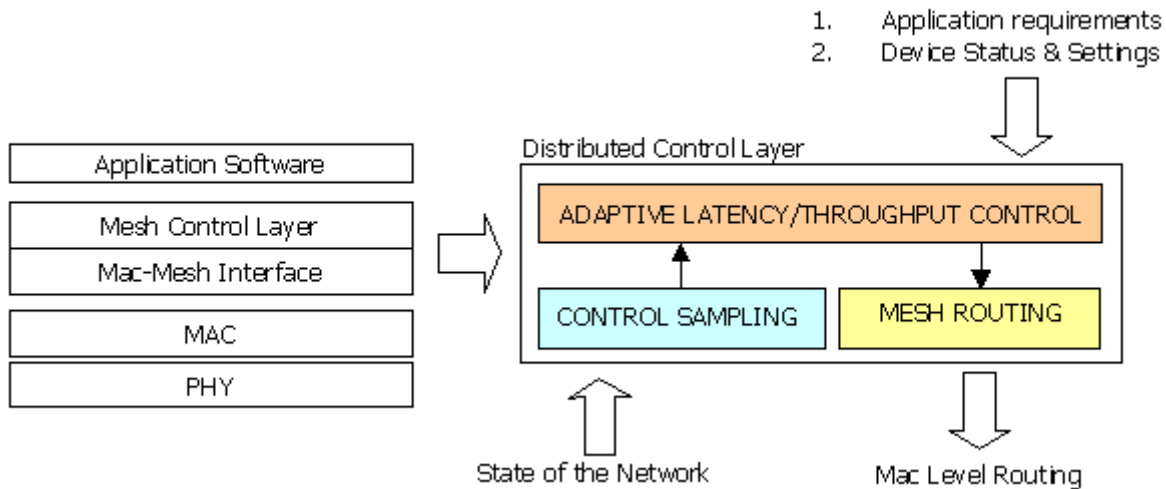 1. Application requirements
2. Device Status & Settings
Application Software
Mesh Control Layer
Mac-Mesh Interface
MAC
PHY
Distributed Control Layer
ADAPTIVE LATENCY/THROUGHPUT CONTROL
CONTROL SAMPLING
MESH ROUTING
State of the Network
Mac Level Routing